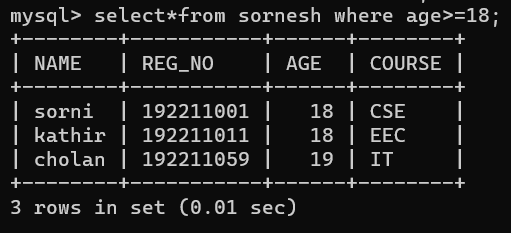 mysql> select*from sornesh where age>=18;
+--------+-----------+------+--------+
| NAME   | REG_NO    | AGE  | COURSE |
+--------+-----------+------+--------+
| sorni  | 192211001 |   18 | CSE    |
| kathir | 192211011 |   18 | EEC    |
| cholan | 192211059 |   19 | IT     |
+--------+-----------+------+--------+
3 rows in set (0.01 sec)